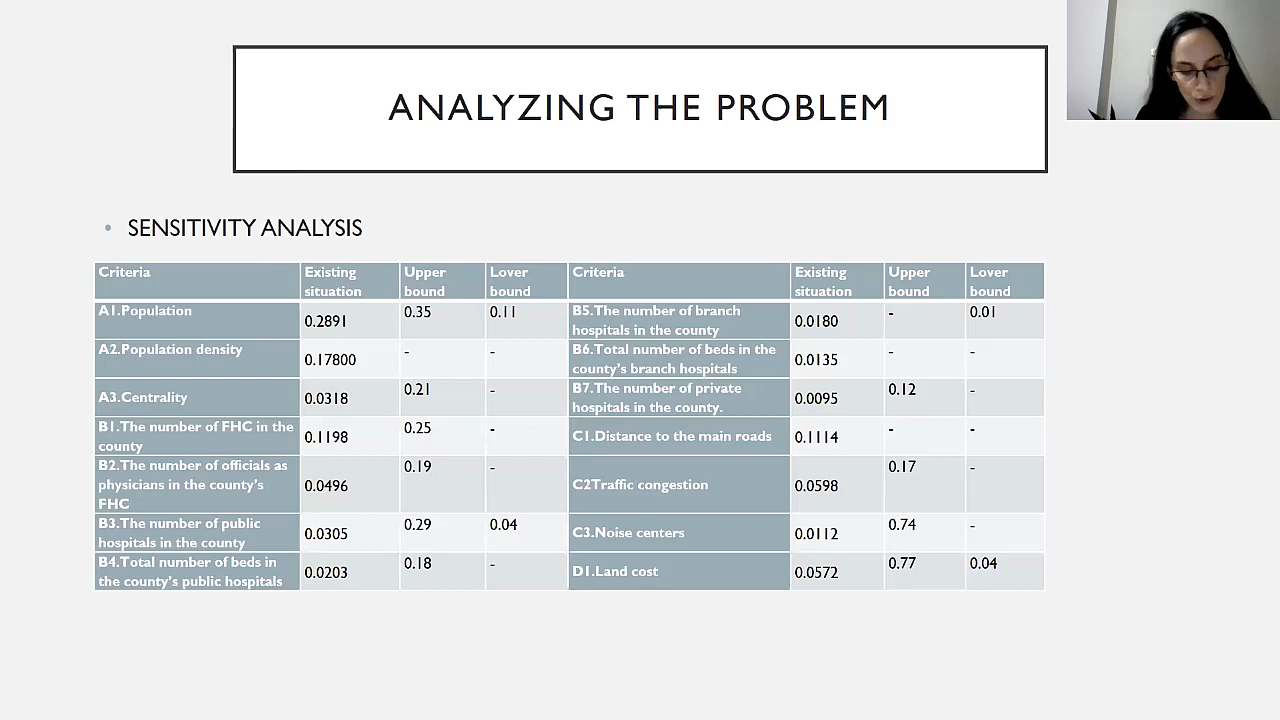 ANALYZING THE PROBLEM
• SENSITIVITY ANALYSIS
Criteria
Existing
situation
Upper
bound
Lover
bound
Criteria
Existing
situation
Upper
bound
Lover
bound
A1.Population
0.2891
0.35
0.11
B5.The number of branch
hospitals in the county
0.0180
-
0.01
A2.Population density
0.17800
-
-
B6.Total number of beds in the
county's branch hospitals
0.0135
-
-
A3.Centrality
0.0318
0.21
-
B7.The number of private
hospitals in the county.
0.0095
0.12
-
B1.The number of FHC in the
county
0.1198
0.25
-
C1.Distance to the main roads
0.1114
-
-
B2.The number of officials as
physicians in the county's
FHC
0.0496
0.19
-
C2Traffic congestion
0.0598
0.17
-
B3.The number of public
hospitals in the county
0.0305
0.29
0.04
C3.Noise centers
0.0112
0.74
-
B4.Total number of beds in
the county's public hospitals
0.0203
0.18
-
D1.Land cost
0.0572
0.77
0.04